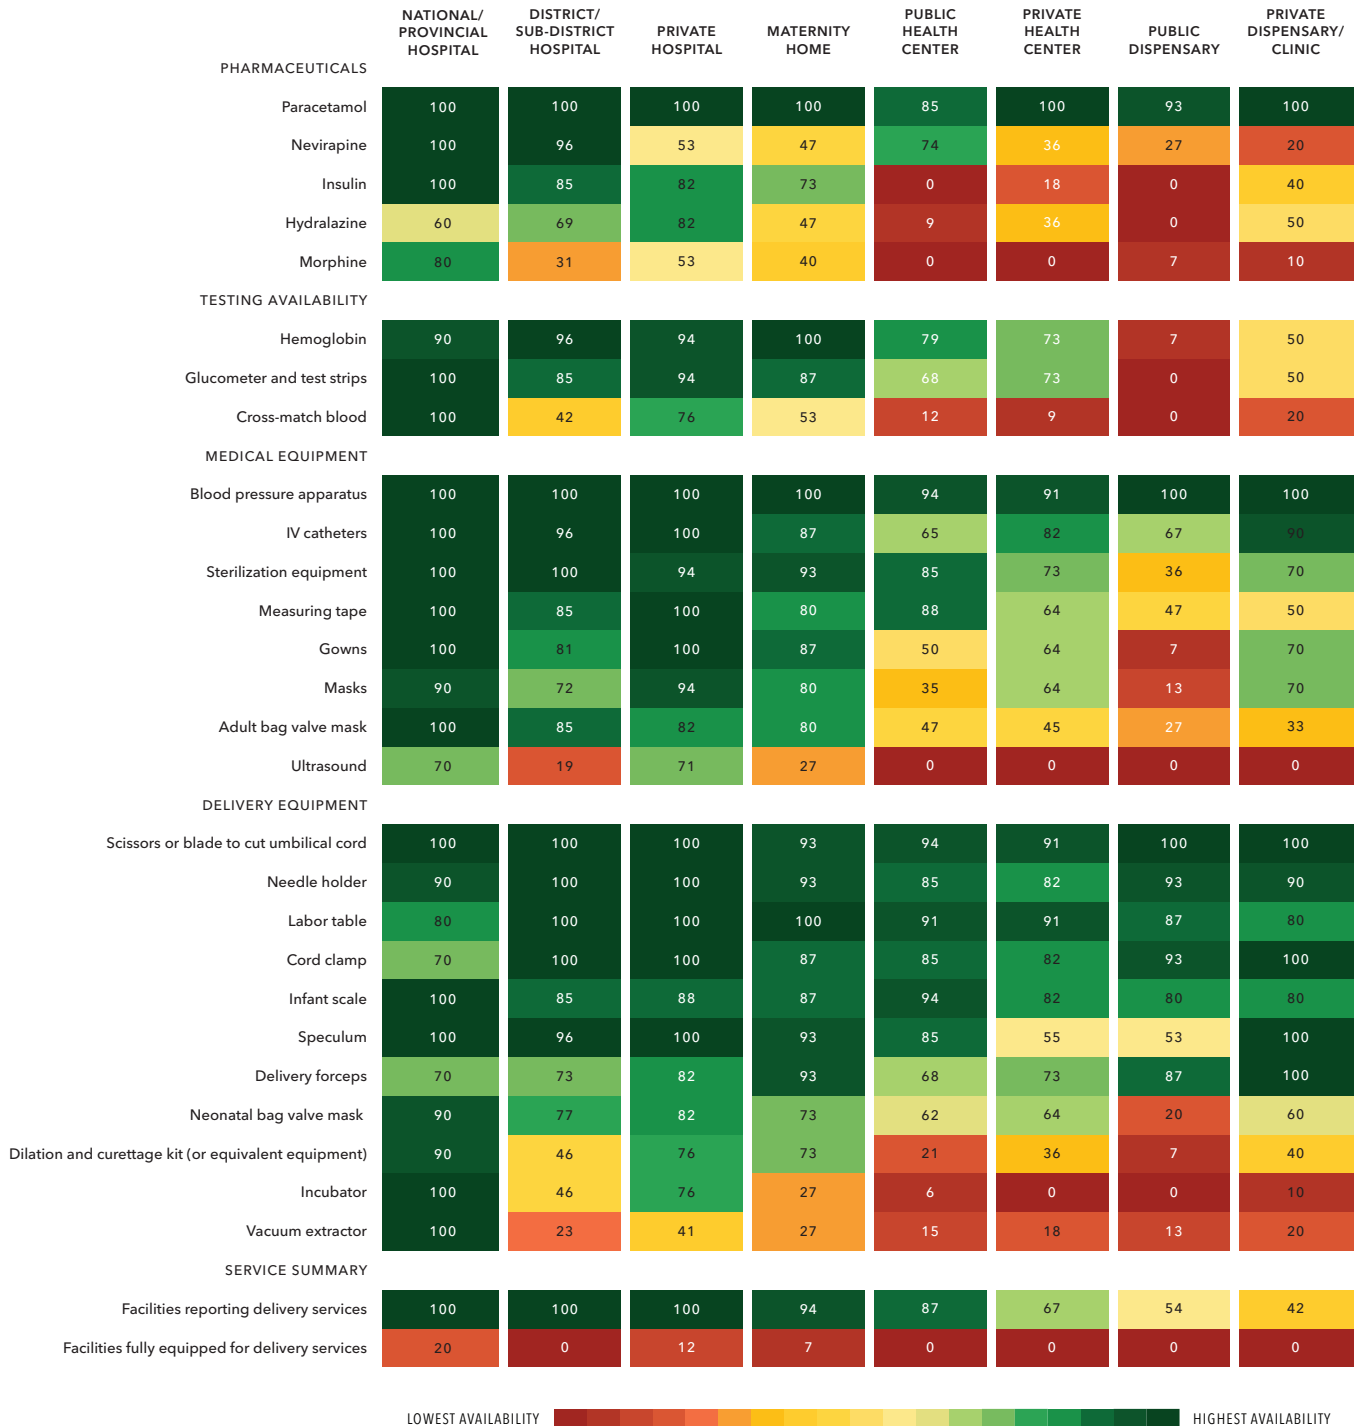 NATIONAL/ PROVINCIAL HOSPITAL
DISTRICT/ SUB-DISTRICT HOSPITAL
PRIVATE HOSPITAL
MATERNITY HOME
PUBLIC HEALTH CENTER
PRIVATE HEALTH CENTER
PUBLIC DISPENSARY
PRIVATE DISPENSARY/ CLINIC
PHARMACEUTICALS
Paracetamol 100 100 100 100 85 100 93 100
Nevirapine 100 96 53 47 74 36 27 20
Insulin 100 85 82 73 0 18 0 40
Hydralazine 60 69 82 47 9 36 0 50
Morphine 80 31 53 40 0 0 7 10
TESTING AVAILABILITY
Hemoglobin 90 96 94 100 79 73 7 50
Glucometer and test strips 100 85 94 87 68 73 0 50
Cross-match blood 100 42 76 53 12 9 0 20
MEDICAL EQUIPMENT
Blood pressure apparatus 100 100 100 100 94 91 100 100
IV catheters 100 96 100 87 65 82 67 90
Sterilization equipment 100 100 94 93 85 73 36 70
Measuring tape 100 85 100 80 88 64 47 50
Gowns 100 81 100 87 50 64 7 70
Masks 90 72 94 80 35 64 13 70
Adult bag valve mask 100 85 82 80 47 45 27 33
Ultrasound 70 19 71 27 0 0 0 0
DELIVERY EQUIPMENT
Scissors or blade to cut umbilical cord 100 100 100 93 94 91 100 100
Needle holder 90 100 100 93 85 82 93 90
Labor table 80 100 100 100 91 91 87 80
Cord clamp 70 100 100 87 85 82 93 100
Infant scale 100 85 88 87 94 82 80 80
Speculum 100 96 100 93 85 55 53 100
Delivery forceps 70 73 82 93 68 73 87 100
Neonatal bag valve mask 90 77 82 73 62 64 20 60
Dilation and curettage kit (or equivalent equipment) 90 46 76 73 21 36 7 40
Incubator 100 46 76 27 6 0 0 10
Vacuum extractor 100 23 41 27 15 18 13 20
SERVICE SUMMARY
Facilities reporting delivery services 100 100 100 94 87 67 54 42
Facilities fully equipped for delivery services 20 0 12 7 0 0 0 0
LOWEST AVAILABILITY HIGHEST AVAILABILITY